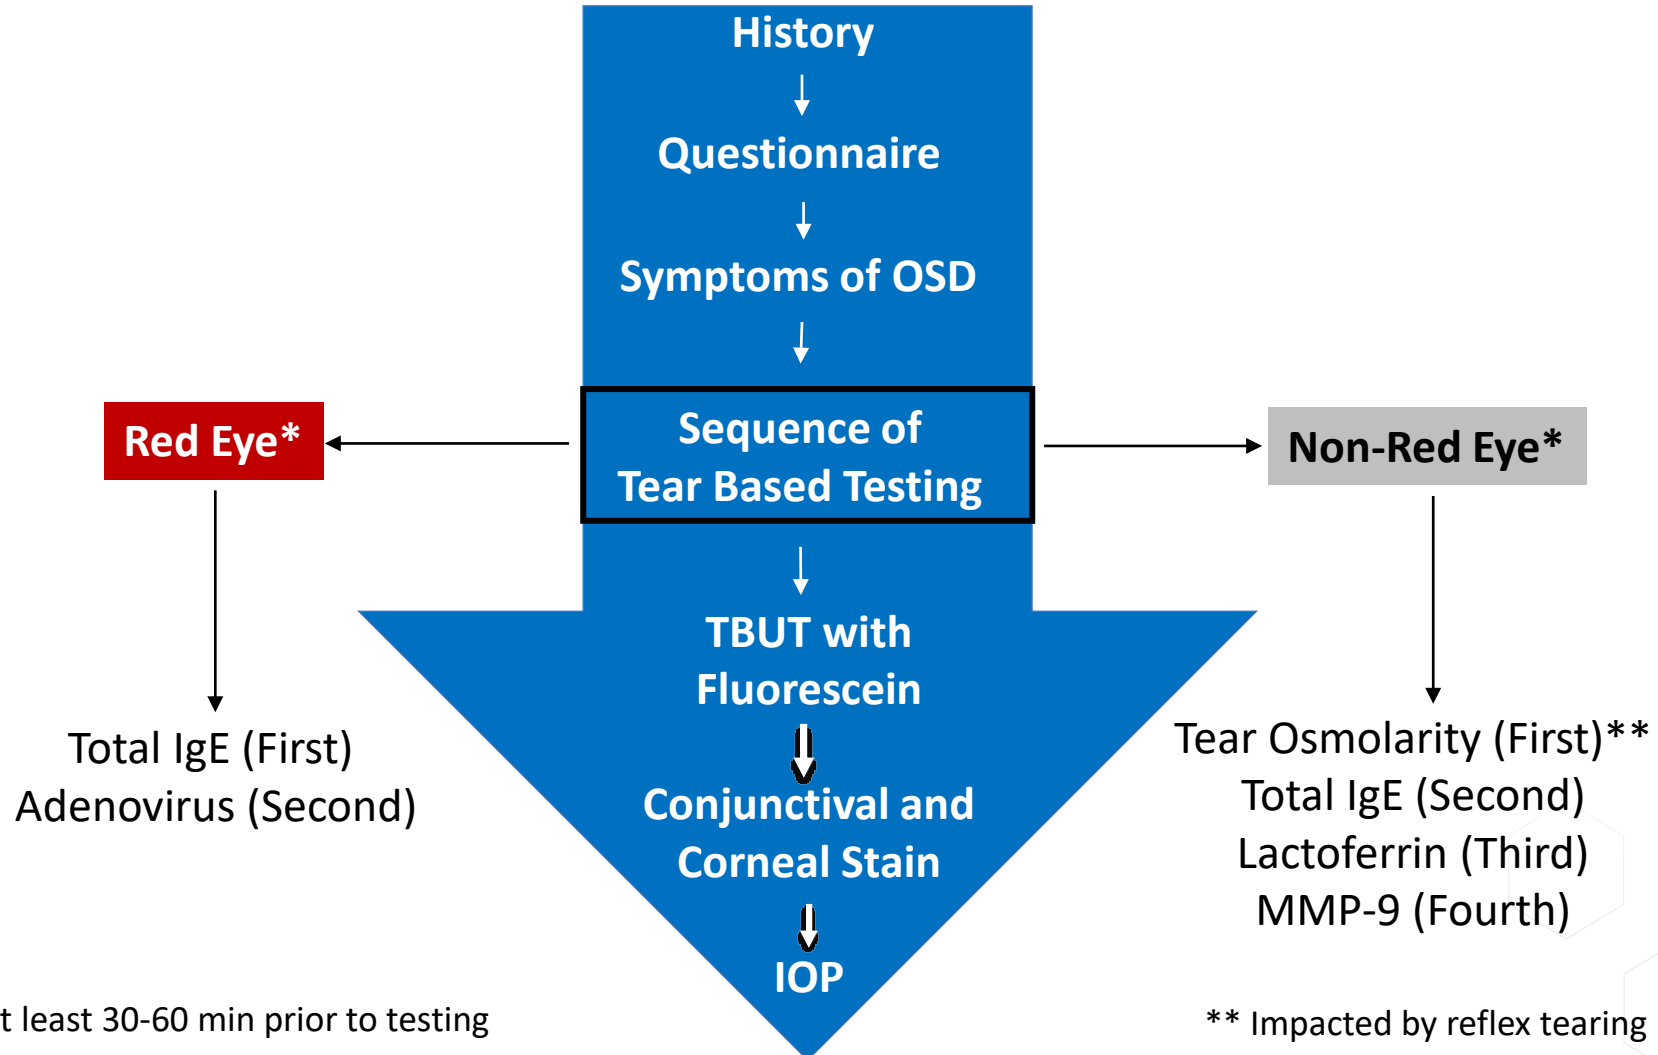 History
Questionnaire
Symptoms of OSD
Sequence of
Tear Based Testing
Red Eye*
Non-Red Eye*
Total IgE (First)
Adenovirus (Second)
Tear Osmolarity (First)**
Total IgE (Second)
Lactoferrin (Third)
MMP-9 (Fourth)
TBUT with
Fluorescein
Conjunctival and
Corneal Stain
IOP
least 30-60 min prior to testing
** Impacted by reflex tearing